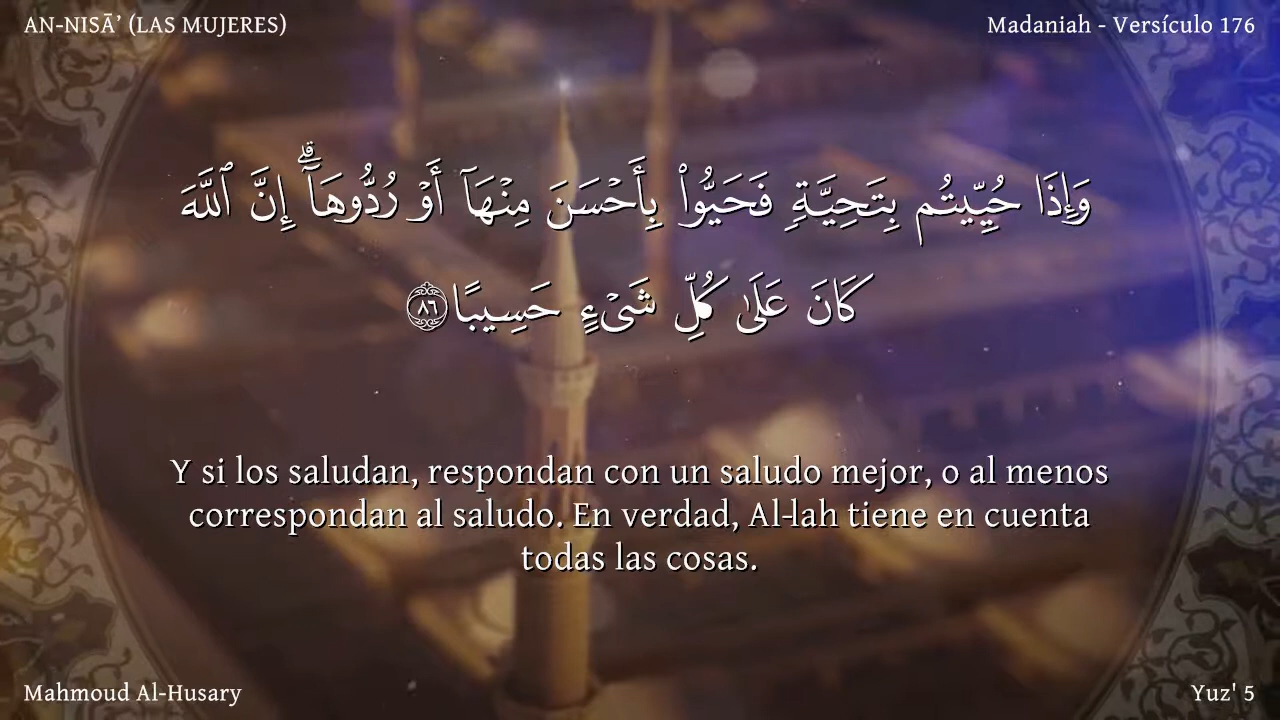 AN-NISĀ’ (LAS MUJERES)
Madaniah - Versículo 176
وَإِذَا حُيِّيتُم بِتَحِيَّةٍ فَحَيُّوا۟ بِأَحْسَنَ مِنْهَآ أَوْ رُدُّوهَآ ۗ إِنَّ ٱللَّهَ
كَانَ عَلَىٰ كُلِّ شَىْءٍ حَسِيبًا ٨٦
Y si los saludan, respondan con un saludo mejor, o al menos
correspondan al saludo. En verdad, Al-lah tiene en cuenta
todas las cosas.
Mahmoud Al-Husary
Yuz' 5